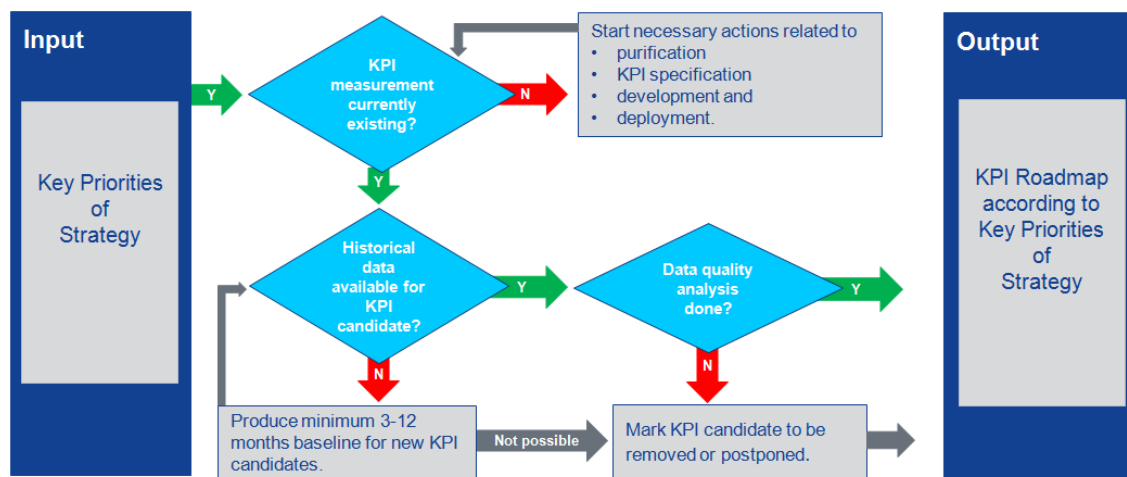 Input
Key Priorities
of
Strategy
Y
KPI
measurement
currently
existing?
N
Start necessary actions related to
• purification
• KPI specification
• development and
• deployment.
Y
Historical
data
available for
KPI
candidate?
Y
Data quality
analysis
done?
Y
N
N
Produce minimum 3-12
months baseline for new KPI
candidates.
Not possible
Mark KPI candidate to be
removed or postponed.
Output
KPI Roadmap
according to
Key Priorities
of
Strategy